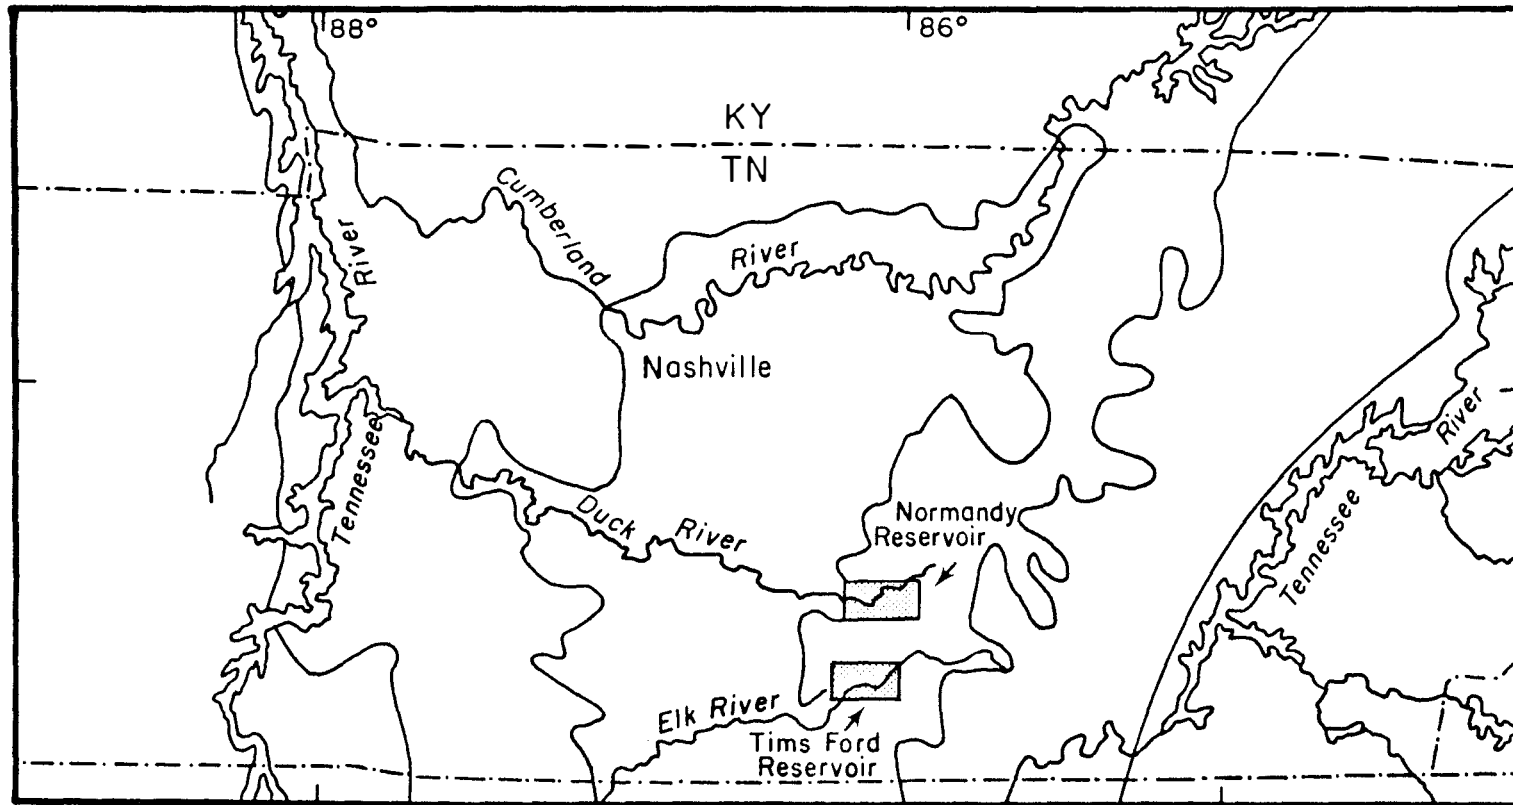 88°
86°
KY
TN
Cumberland
River
River
Nashville
River
Tennessee
Duck River
Normandy
Reservoir
Tennessee
Elk River
Tims Ford
Reservoir